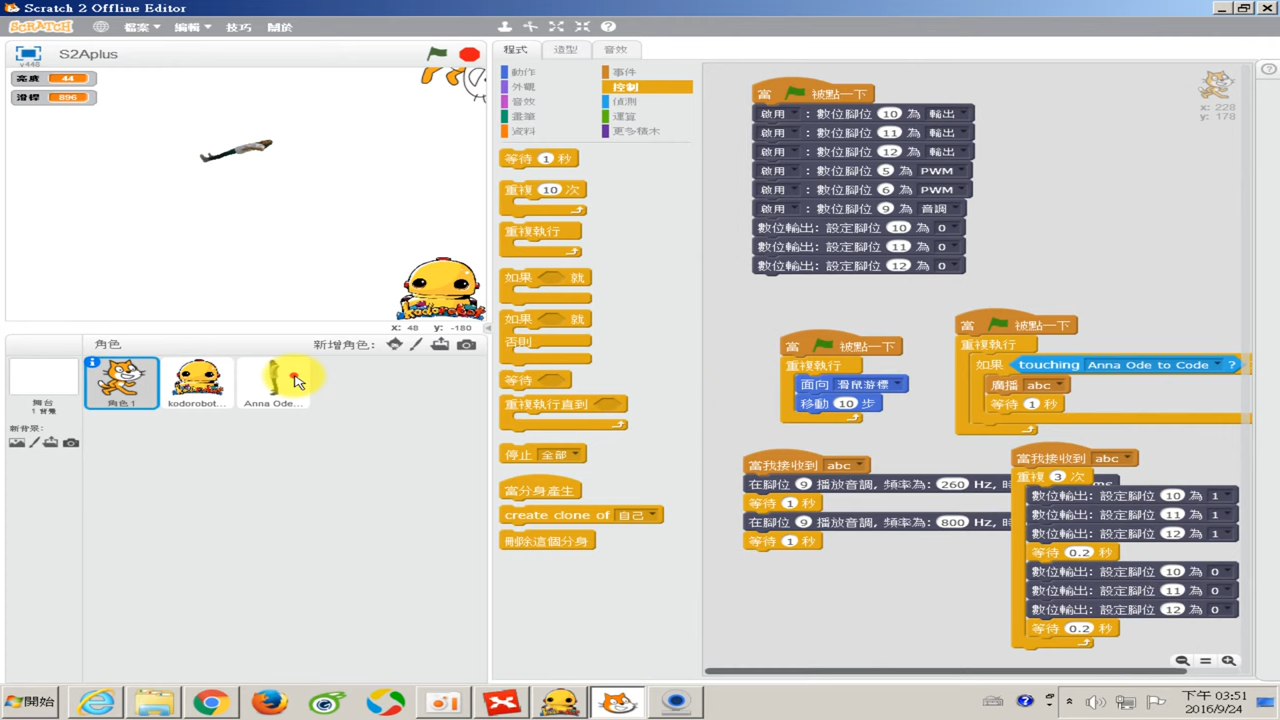 Scratch 2 Offline Editor
SCRATCH 檔案 編輯 技巧 關於
v448 S2Aplus
亮度 44
滑桿 896
kodorobot
x: 48 y: -180
角色 新增角色:
舞台
1 背景
新背景:
角色1
kodorobot...
Anna Ode...
程式 造型 音效
動作 事件
外觀 控制
音效 偵測
畫筆 運算
資料 更多積木
等待 1 秒
重複 10 次
重複執行
如果 就
如果 就
否則
等待
重複執行直到
停止 全部
當分身產生
create clone of 自己
刪除這個分身
x: 228
y: 178
當 被點一下
啟用 : 數位腳位 10 為 輸出
啟用 : 數位腳位 11 為 輸出
啟用 : 數位腳位 12 為 輸出
啟用 : 數位腳位 5 為 PWM
啟用 : 數位腳位 6 為 PWM
啟用 : 數位腳位 9 為 音調
數位輸出: 設定腳位 10 為 0
數位輸出: 設定腳位 11 為 0
數位輸出: 設定腳位 12 為 0
當 被點一下
重複執行
面向 滑鼠游標
移動 10 步
當 被點一下
重複執行
如果 touching Anna Ode to Code ?
廣播 abc
等待 1 秒
當我接收到 abc
在腳位 9 播放音調, 頻率為: 260 Hz, 時
等待 1 秒
在腳位 9 播放音調, 頻率為: 800 Hz, 時
等待 1 秒
當我接收到 abc
重複 3 次
數位輸出: 設定腳位 10 為 1
數位輸出: 設定腳位 11 為 1
數位輸出: 設定腳位 12 為 1
等待 0.2 秒
數位輸出: 設定腳位 10 為 0
數位輸出: 設定腳位 11 為 0
數位輸出: 設定腳位 12 為 0
等待 0.2 秒
開始
下午 03:51
2016/9/24